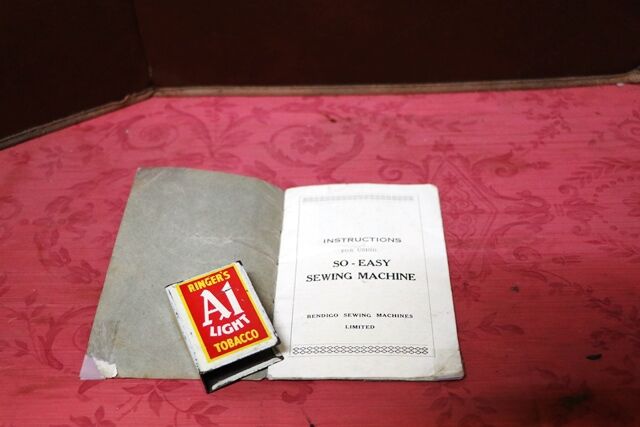 INSTRUCTIONS
FOR USING
SO-EASY
SEWING MACHINE
BENDIGO SEWING MACHINES
LIMITED
RINGER'S
A1
LIGHT
TOBACCO